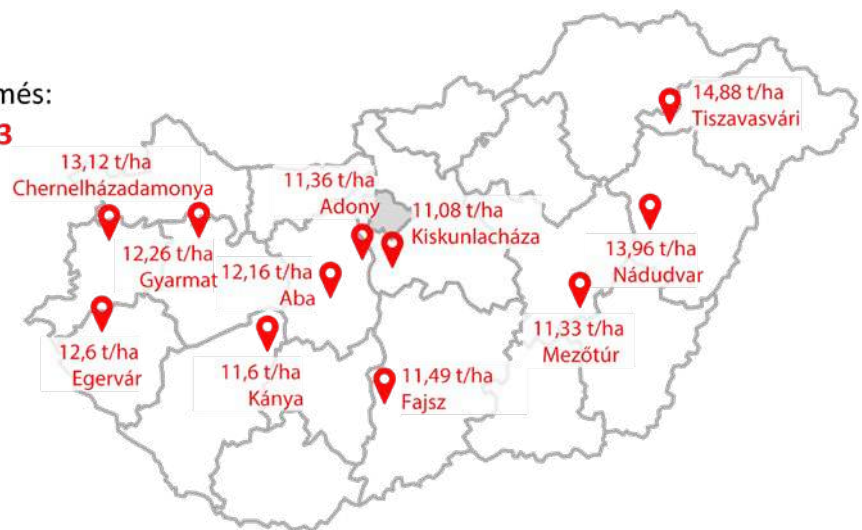 més:
3
14,88 t/ha
Tiszavasvári
13,12 t/ha
Chernelházadamonya
11,36 t/ha
Adony
11,08 t/ha
Kiskunlacháza
12,26 t/ha
Gyarmat
12,16 t/ha
Aba
13,96 t/ha
Nádudvar
11,33 t/ha
Mezőtúr
12,6 t/ha
Egervár
11,6 t/ha
Kánya
11,49 t/ha
Fajsz